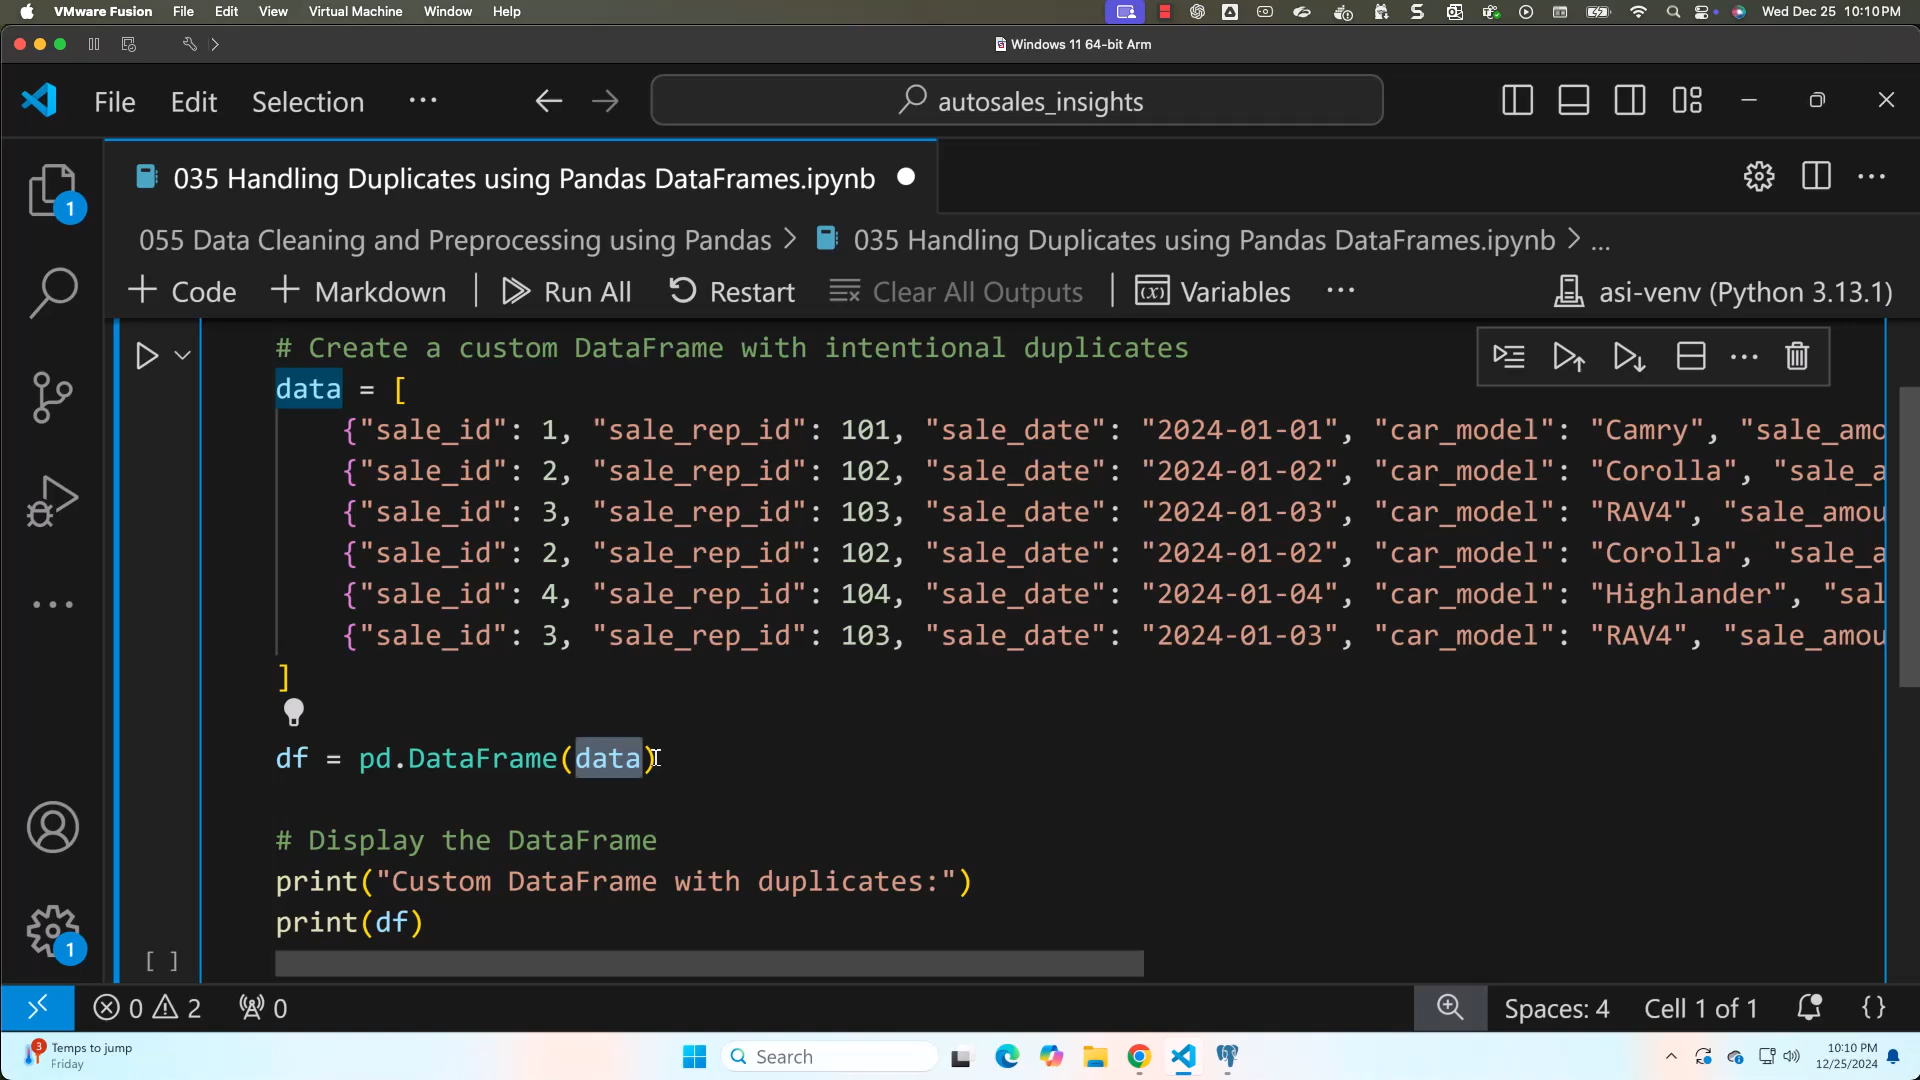 VMware Fusion File Edit View Virtual Machine Window Help Wed Dec 25 10:10 PM
Windows 11 64-bit Arm
File Edit Selection ··· autosales_insights
035 Handling Duplicates using Pandas DataFrames.ipynb
055 Data Cleaning and Preprocessing using Pandas > 035 Handling Duplicates using Pandas DataFrames.ipynb > ...
+ Code + Markdown | Run All Restart Clear All Outputs | Variables ··· asi-venv (Python 3.13.1)
# Create a custom DataFrame with intentional duplicates
data = [
{"sale_id": 1, "sale_rep_id": 101, "sale_date": "2024-01-01", "car_model": "Camry", "sale_amo
{"sale_id": 2, "sale_rep_id": 102, "sale_date": "2024-01-02", "car_model": "Corolla", "sale_a
{"sale_id": 3, "sale_rep_id": 103, "sale_date": "2024-01-03", "car_model": "RAV4", "sale_amou
{"sale_id": 2, "sale_rep_id": 102, "sale_date": "2024-01-02", "car_model": "Corolla", "sale_a
{"sale_id": 4, "sale_rep_id": 104, "sale_date": "2024-01-04", "car_model": "Highlander", "sal
{"sale_id": 3, "sale_rep_id": 103, "sale_date": "2024-01-03", "car_model": "RAV4", "sale_amou
]
df = pd.DataFrame(data)
# Display the DataFrame
print("Custom DataFrame with duplicates:")
print(df)
[ ]
1
1
0 2 0 Spaces: 4 Cell 1 of 1 {}
3 Temps to jump
Friday
Search
10:10 PM
12/25/2024